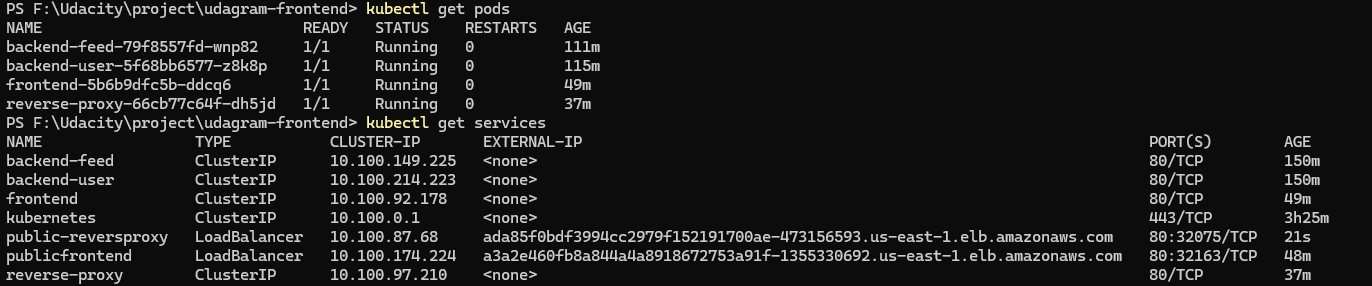 PS F:\Udacity\project\udagram-frontend> kubectl get pods
NAME READY STATUS RESTARTS AGE
backend-feed-79f8557fd-wnp82 1/1 Running 0 111m
backend-user-5f68bb6577-z8k8p 1/1 Running 0 115m
frontend-5b6b9dfc5b-ddcq6 1/1 Running 0 49m
reverse-proxy-66cb77c64f-dh5jd 1/1 Running 0 37m
PS F:\Udacity\project\udagram-frontend> kubectl get services
NAME TYPE CLUSTER-IP EXTERNAL-IP PORT(S) AGE
backend-feed ClusterIP 10.100.149.225 <none> 80/TCP 150m
backend-user ClusterIP 10.100.214.223 <none> 80/TCP 150m
frontend ClusterIP 10.100.92.178 <none> 80/TCP 49m
kubernetes ClusterIP 10.100.0.1 <none> 443/TCP 3h25m
public-reversproxy LoadBalancer 10.100.87.68 ada85f0bdf3994cc2979f152191700ae-473156593.us-east-1.elb.amazonaws.com 80:32075/TCP 21s
publicfrontend LoadBalancer 10.100.174.224 a3a2e460fb8a844a4a8918672753a91f-1355330692.us-east-1.elb.amazonaws.com 80:32163/TCP 48m
reverse-proxy ClusterIP 10.100.97.210 <none> 80/TCP 37m